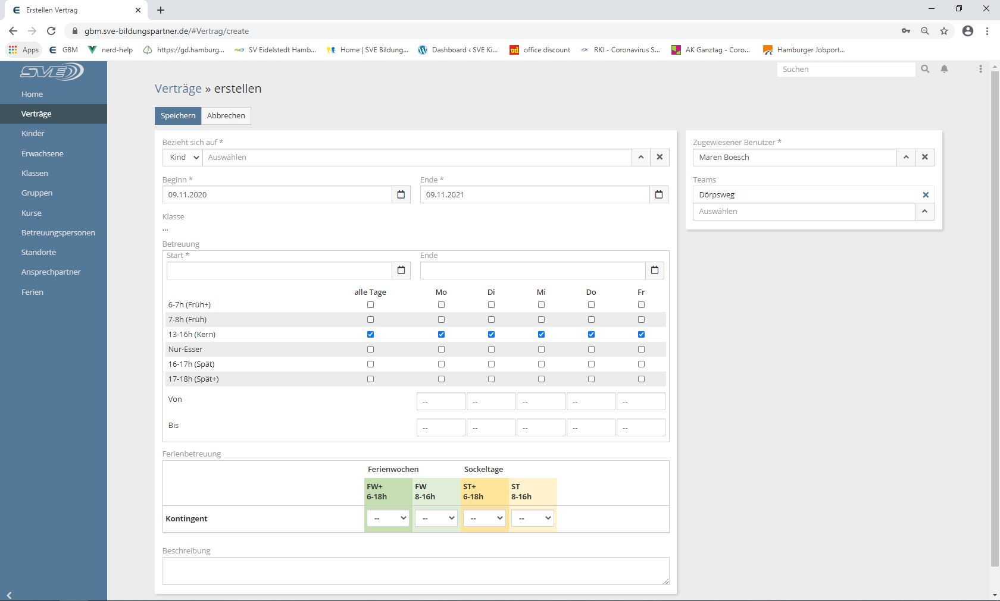 Erstellen Vertrag
gbm.sve-bildungspartner.de/#Vertrag/create
Apps GBM nerd-help https://gd.hamburg... SV Eidelstedt Hamb... Home | SVE Bildung... Dashboard ‹ SVE Ki... office discount RKI - Coronavirus S... AK Ganztag - Coro... Hamburger Jobport...
SVE
Suchen
Home
Verträge
Kinder
Erwachsene
Klassen
Gruppen
Kurse
Betreuungspersonen
Standorte
Ansprechpartner
Ferien
Verträge » erstellen
Speichern Abbrechen
Bezieht sich auf *
Kind Auswählen
Beginn * Ende *
09.11.2020 09.11.2021
Klasse
...
Betreuung
Start * Ende
alle Tage Mo Di Mi Do Fr
6-7h (Früh+)
7-8h (Früh)
13-16h (Kern)
Nur-Esser
16-17h (Spät)
17-18h (Spät+)
Von -- -- -- -- --
Bis -- -- -- -- --
Ferienbetreuung
Ferienwochen Sockeltage
FW+ FW ST+ ST
6-18h 8-16h 6-18h 8-16h
Kontingent -- -- -- --
Beschreibung
Zugewiesener Benutzer *
Maren Boesch
Teams
Dörpsweg
Auswählen